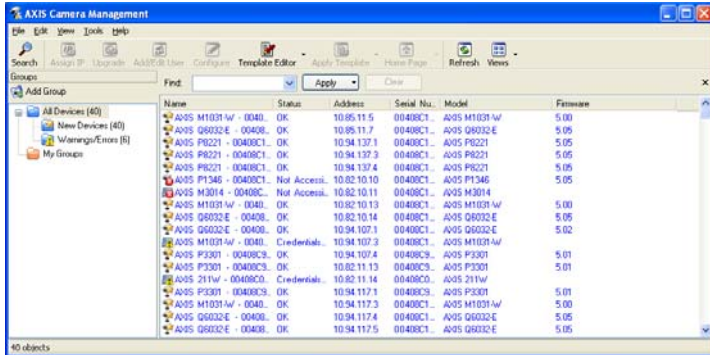 AXIS Camera Management
File Edit View Tools Help
Search Assign IP Upgrade Add/Edit User Configure Template Editor Apply Template Home Page Refresh Views
Groups
Add Group
All Devices (40)
New Devices (40)
Warnings/Errors (6)
My Groups
Find: Apply Clear
Name Status Address Serial Nu... Model Firmware
AXIS M1031-W - 0040... OK 10.85.11.5 00408C1... AXIS M1031-W 5.00
AXIS Q6032-E - 00408... OK 10.85.11.7 00408C1... AXIS Q6032-E 5.05
AXIS P8221 - 00408C1... OK 10.94.137.1 00408C1... AXIS P8221 5.05
AXIS P8221 - 00408C1... OK 10.94.137.3 00408C1... AXIS P8221 5.05
AXIS P8221 - 00408C1... OK 10.94.137.4 00408C1... AXIS P8221 5.05
AXIS P1346 - 00408C1... Not Accessi... 10.82.10.10 00408C1... AXIS P1346 5.05
AXIS M3014 - 00408C... Not Accessi... 10.82.10.11 00408C1... AXIS M3014
AXIS M1031-W - 0040... OK 10.82.10.13 00408C1... AXIS M1031-W 5.00
AXIS Q6032-E - 00408... OK 10.82.10.14 00408C1... AXIS Q6032-E 5.05
AXIS Q6032-E - 00408... OK 10.94.107.1 00408C1... AXIS Q6032-E 5.02
AXIS M1031-W - 0040... Credentials... 10.94.107.3 00408C1... AXIS M1031-W
AXIS P3301 - 00408C9... OK 10.94.107.4 00408C9... AXIS P3301 5.01
AXIS P3301 - 00408C9... OK 10.82.11.13 00408C9... AXIS P3301 5.01
AXIS 211W - 00408C0... Credentials... 10.82.11.14 00408C0... AXIS 211W
AXIS P3301 - 00408C9... OK 10.94.117.1 00408C9... AXIS P3301 5.01
AXIS M1031-W - 0040... OK 10.94.117.3 00408C1... AXIS M1031-W 5.00
AXIS Q6032-E - 00408... OK 10.94.117.4 00408C1... AXIS Q6032-E 5.05
AXIS Q6032-E - 00408... OK 10.94.117.5 00408C1... AXIS Q6032-E 5.05
40 objects